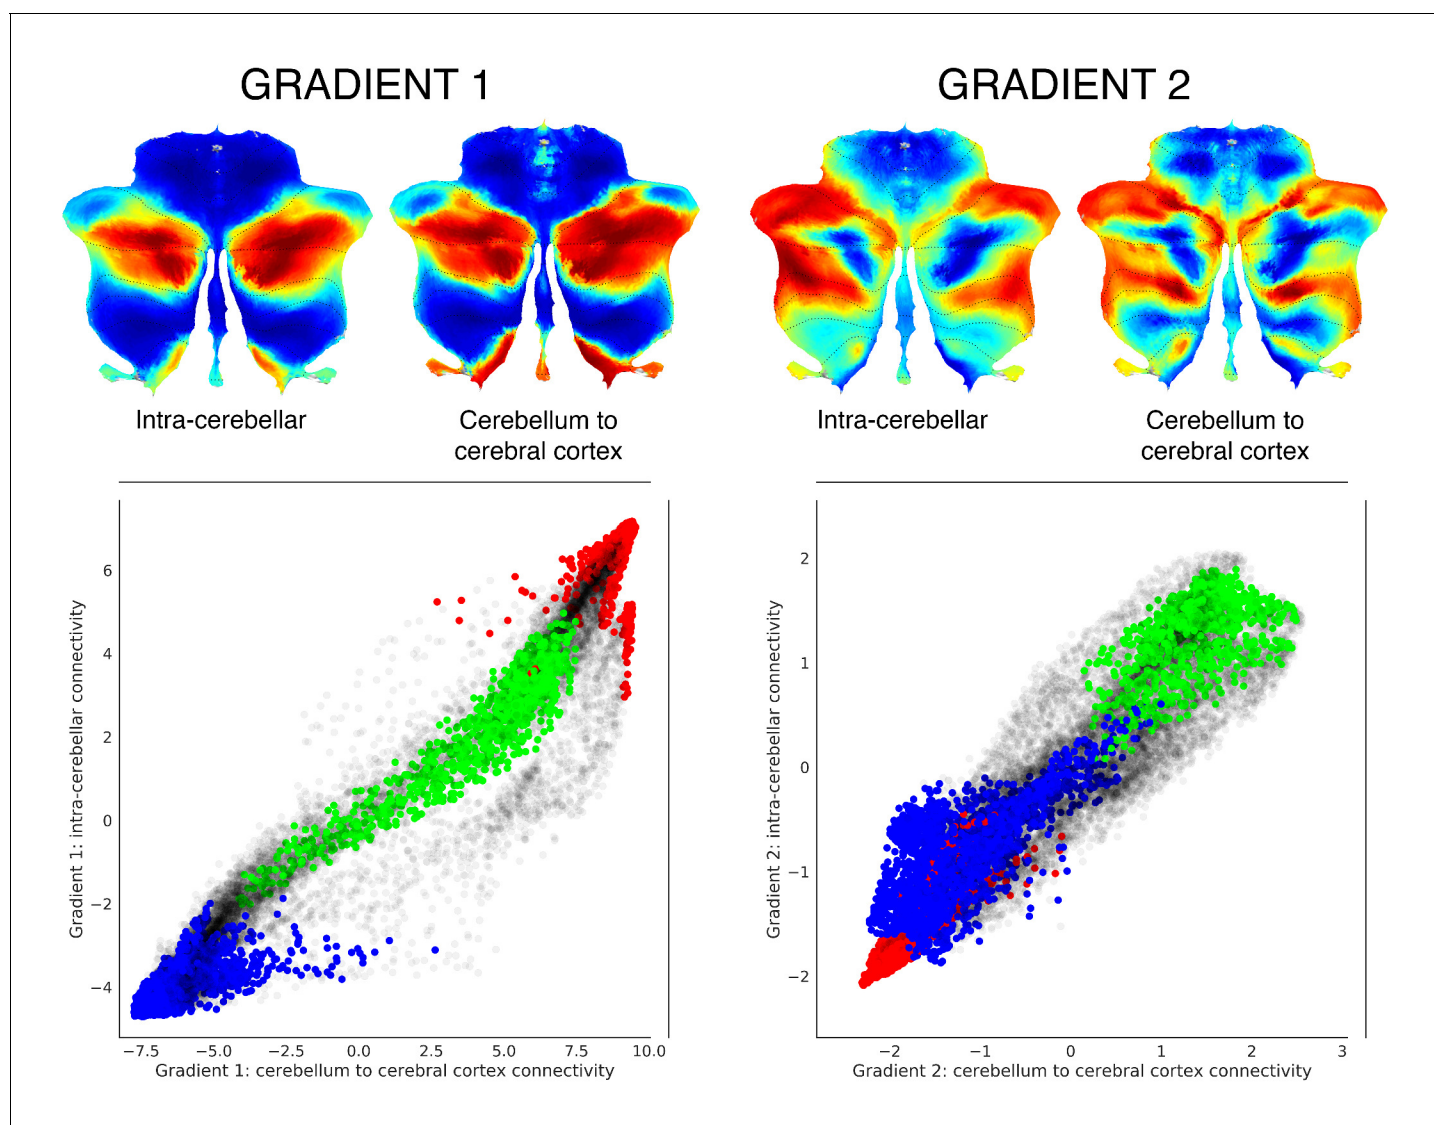 GRADIENT 1
GRADIENT 2
Intra-cerebellar
Cerebellum to
cerebral cortex
Intra-cerebellar
Cerebellum to
cerebral cortex
Gradient 1: intra-cerebellar connectivity
6
4
2
0
−2
−4
−7.5 −5.0 −2.5 0.0 2.5 5.0 7.5 10.0
Gradient 1: cerebellum to cerebral cortex connectivity
Gradient 2: intra-cerebellar connectivity
2
1
0
−1
−2
−2 −1 0 1 2 3
Gradient 2: cerebellum to cerebral cortex connectivity